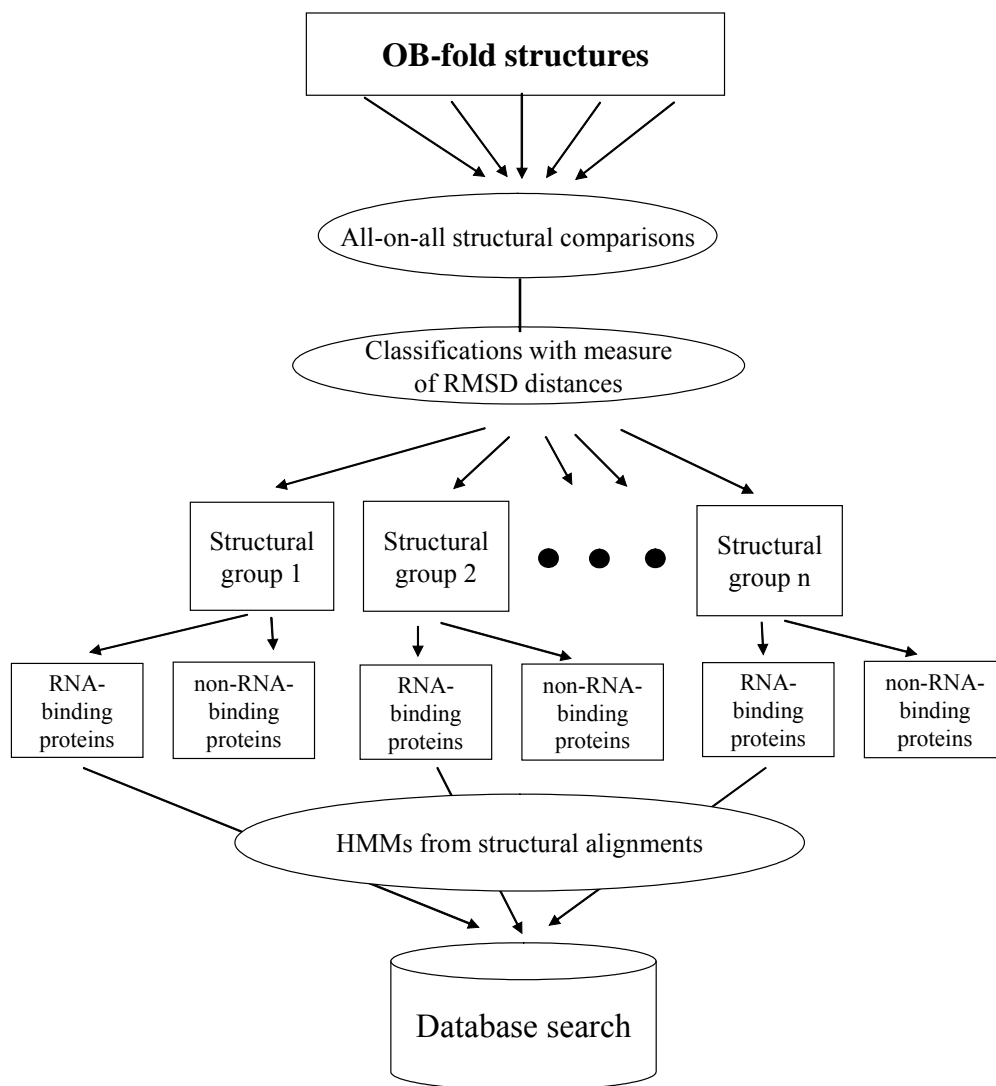 OB-fold structures
All-on-all structural comparisons
Classifications with measure
of RMSD distances
Structural
group 1
Structural
group 2
Structural
group n
RNA-
binding
proteins
non-RNA-
binding
proteins
RNA-
binding
proteins
non-RNA-
binding
proteins
RNA-
binding
proteins
non-RNA-
binding
proteins
HMMs from structural alignments
Database search